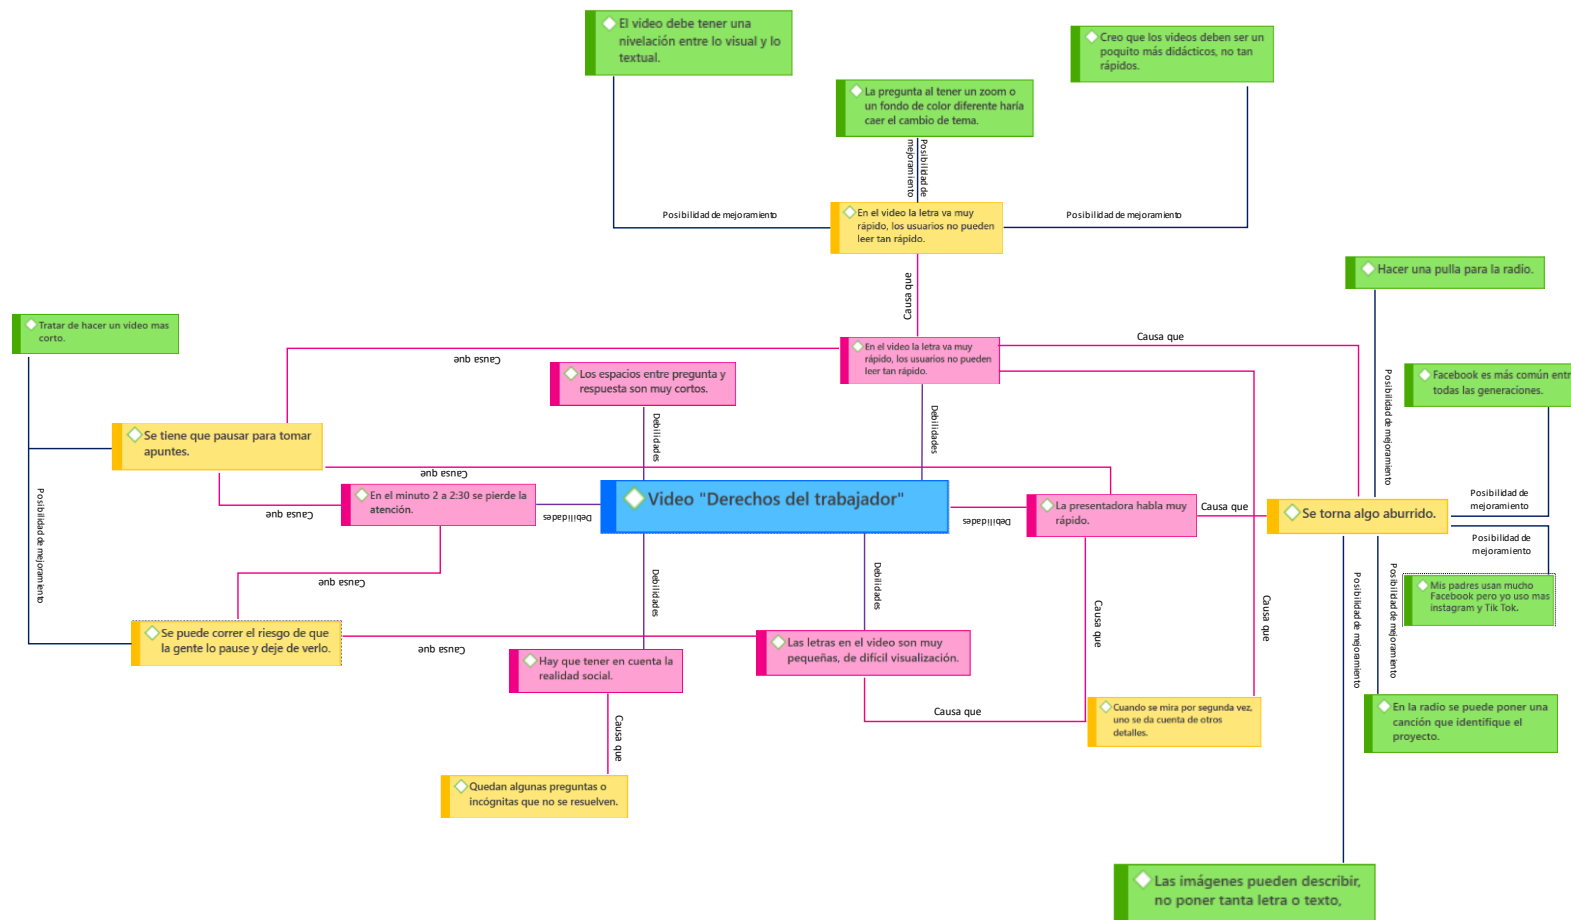 El video debe tener una
nivelación entre lo visual y lo
textual.
Creo que los videos deben ser un
poquito más didácticos, no tan
rápidos.
La pregunta al tener un zoom o
un fondo de color diferente haría
caer el cambio de tema.
Posibilidad de
mejoramiento
Posibilidad de mejoramiento
Posibilidad de mejoramiento
En el video la letra va muy
rápido, los usuarios no pueden
leer tan rápido.
Causa que
Hacer una pulla para la radio.
Tratar de hacer un video mas
corto.
Causa que
Causa que
En el video la letra va muy
rápido, los usuarios no pueden
leer tan rápido.
Los espacios entre pregunta y
respuesta son muy cortos.
Facebook es más común entr
todas las generaciones.
Posibilidad de mejoramiento
Debilidades
Debilidades
Se tiene que pausar para tomar
apuntes.
Causa que
En el minuto 2 a 2:30 se pierde la
atención.
Causa que
Debilidades
Video "Derechos del trabajador"
Debilidades
La presentadora habla muy
rápido.
Causa que
Se torna algo aburrido.
Posibilidad de
mejoramiento
Posibilidad de
mejoramiento
Posibilidad de mejoramiento
Causa que
Debilidades
Debilidades
Mis padres usan mucho
Facebook pero yo uso mas
instagram y Tik Tok.
Posibilidad de mejoramiento
Posibilidad de mejoramiento
Causa que
Causa que
Se puede correr el riesgo de que
la gente lo pause y deje de verlo.
Causa que
Hay que tener en cuenta la
realidad social.
Las letras en el video son muy
pequeñas, de difícil visualización.
Causa que
Causa que
Cuando se mira por segunda vez,
uno se da cuenta de otros
detalles.
En la radio se puede poner una
canción que identifique el
proyecto.
Quedan algunas preguntas o
incógnitas que no se resuelven.
Las imágenes pueden describir,
no poner tanta letra o texto,